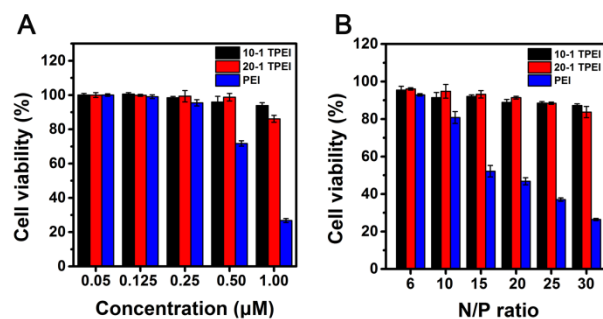 A
120
100
80
60
40
20
0
Cell viability (%)
10-1 TPEI
20-1 TPEI
PEI
0.05 0.125 0.25 0.50 1.00
Concentration (µM)
B
120
100
80
60
40
20
0
Cell viability (%)
10-1 TPEI
20-1 TPEI
PEI
6 10 15 20 25 30
N/P ratio